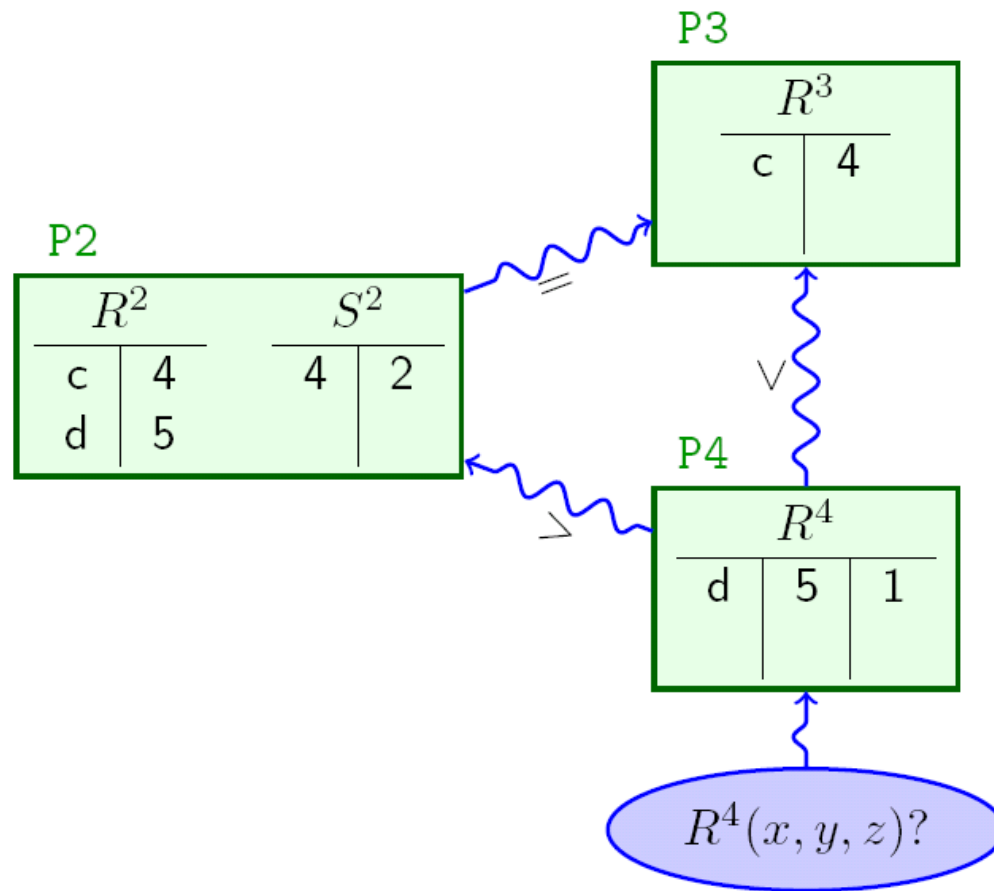 P3
R³
c 4
P2
R² S²
c 4 4 2
d 5
=
<
P4
<
R⁴
d 5 1
R⁴(x, y, z)?